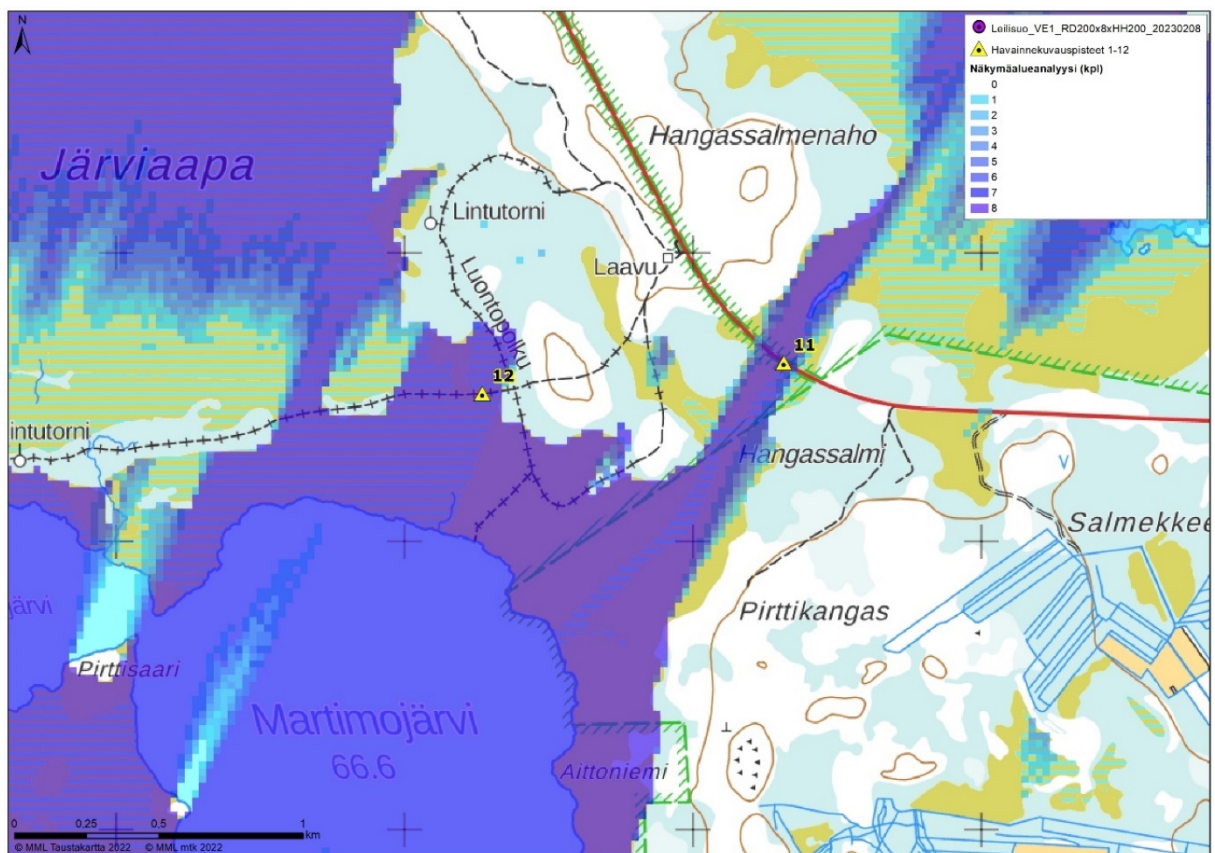 N
Leilisuo_VE1_RD200x8xHH200_20230208
Havainnekuvauspisteet 1-12
Näkymäalueanalyysi (kpl)
0
1
2
3
4
5
6
7
8
Hangassalmenaho
Järviaapa
Lintutorni
Laavu
Luontopolku
11
12
intutorni
Hangassalmi
Salmekkee
järvi
Pirttikangas
Pirttisaari
Martimojärvi
66.6
Aittoniemi
0 0,25 0,5 1
km
© MML Taustakartta 2022 © MML mtk 2022